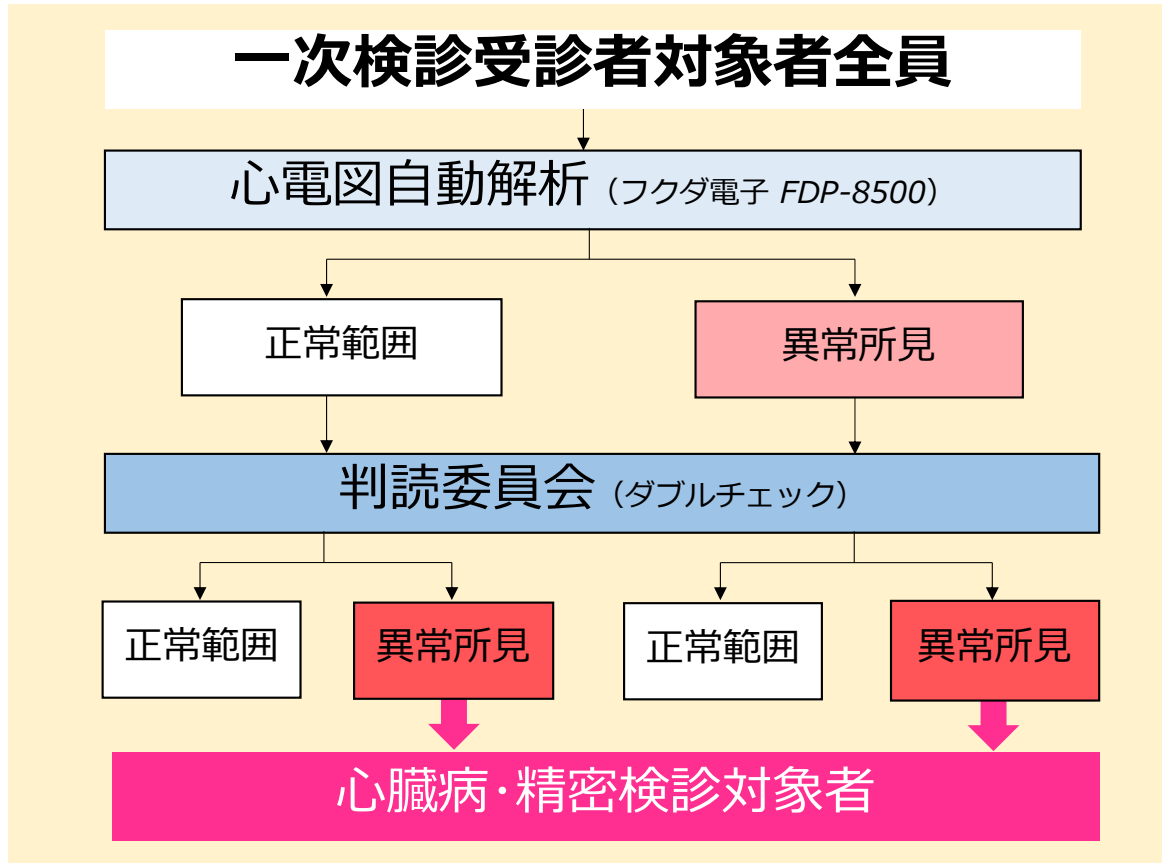 一次検診受診者対象者全員
心電図自動解析（フクダ電子 FDP-8500）
正常範囲
異常所見
判読委員会（ダブルチェック）
正常範囲
異常所見
正常範囲
異常所見
心臓病・精密検診対象者